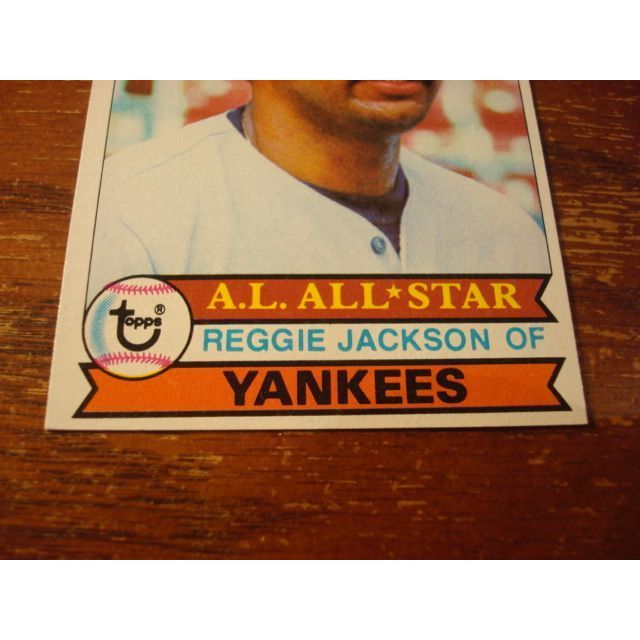 A.L. ALL★STAR
topps®
REGGIE JACKSON OF
YANKEES